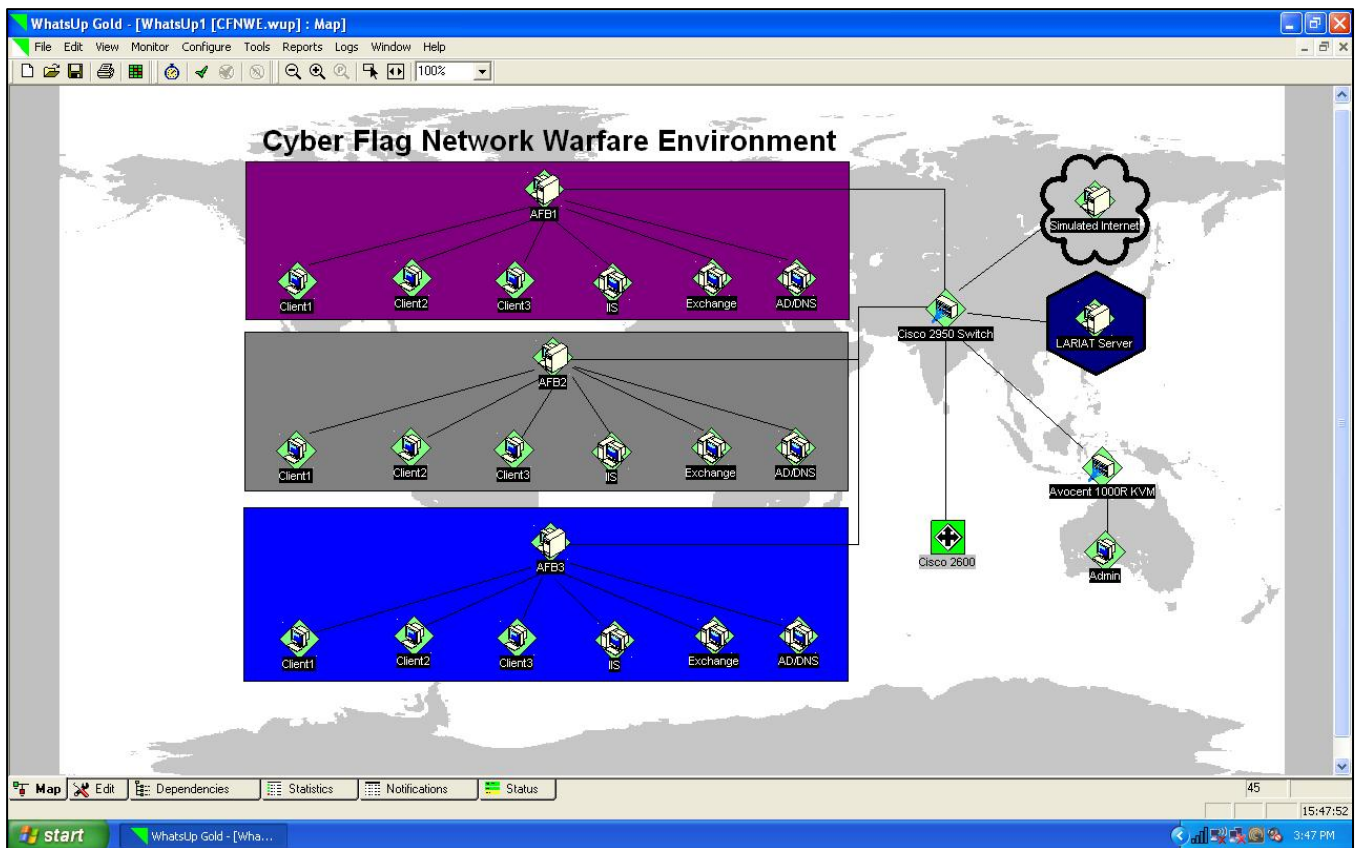 WhatsUp Gold - [WhatsUp1 [CFNWE.wup] : Map]
File Edit View Monitor Configure Tools Reports Logs Window Help
100%
Cyber Flag Network Warfare Environment
AFB1
Client1 Client2 Client3 IIS Exchange AD/DNS
Simulated Internet
Cisco 2950 Switch
LARIAT Server
AFB2
Client1 Client2 Client3 IIS Exchange AD/DNS
Avocent 1000R KVM
AFB3
Cisco 2600
Admin
Client1 Client2 Client3 IIS Exchange AD/DNS
Map Edit Dependencies Statistics Notifications Status 45
15:47:52
start WhatsUp Gold - [Wha... 3:47 PM